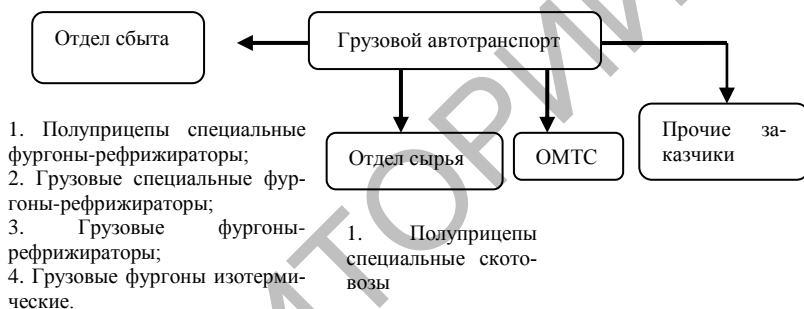 Отдел сбыта
Грузовой автотранспорт
1. Полуприцепы специальные
фургоны-рефрижираторы;
2. Грузовые специальные фур-
гоны-рефрижираторы;
3. Грузовые фургоны-
рефрижираторы;
4. Грузовые фургоны изотерми-
ческие.
Отдел сырья
ОМТС
Прочие за-
казчики
1. Полуприцепы
специальные ското-
возы